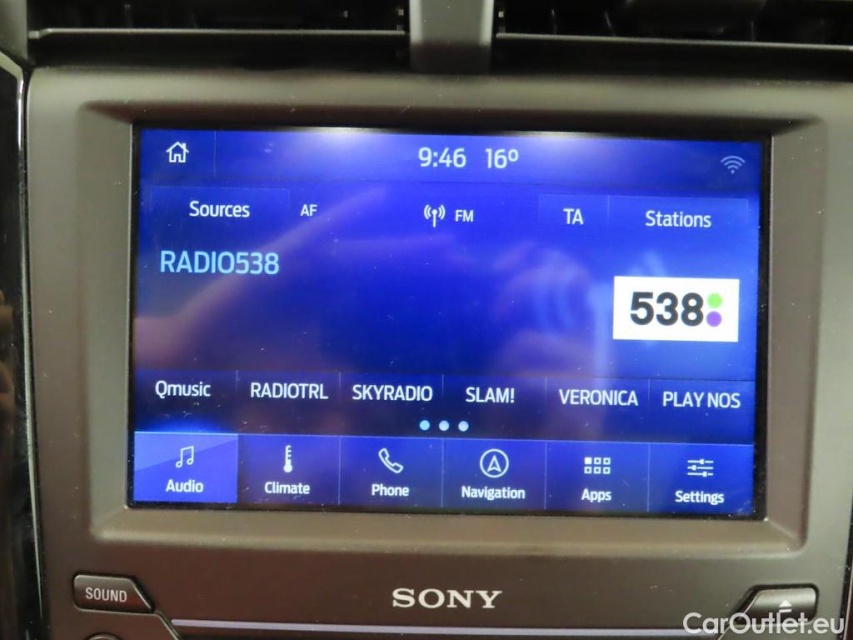 9:46 16º
Sources AF FM TA Stations
RADIO538
538
Qmusic RADIOTRL SKYRADIO SLAM! VERONICA PLAY NOS
Audio Climate Phone Navigation Apps Settings
SOUND SONY
CarOutlet.eu